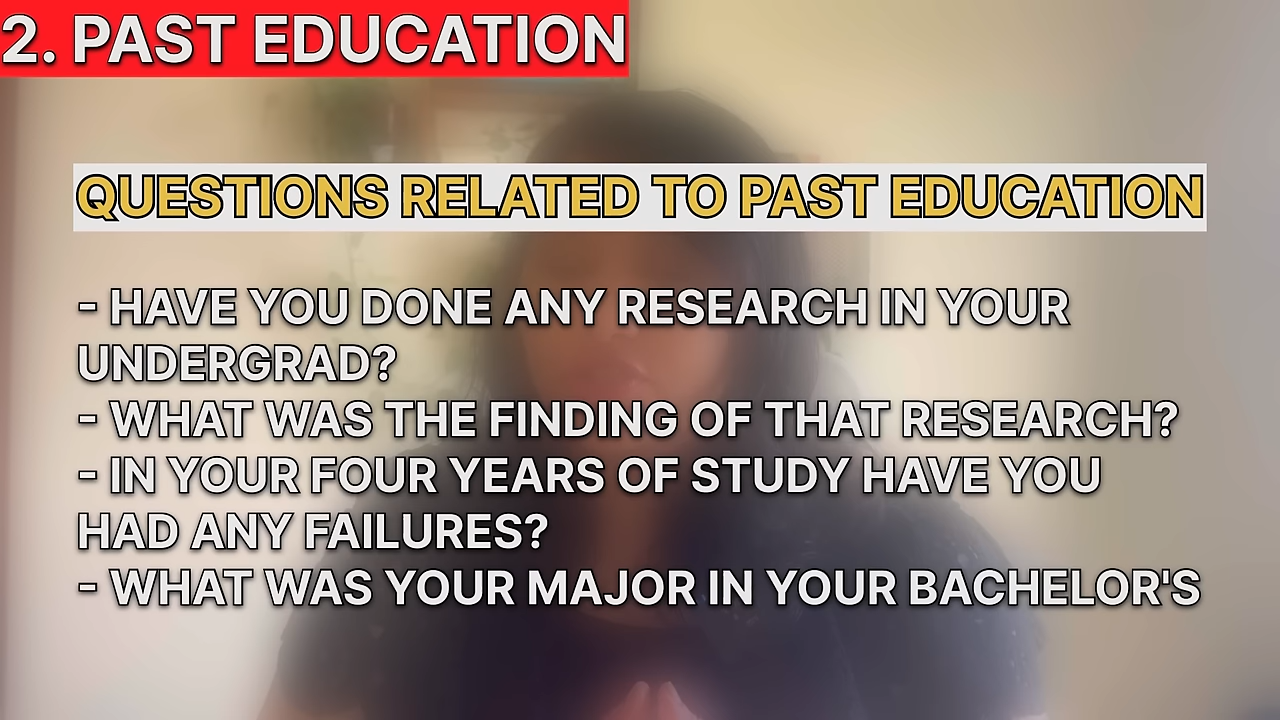 2. PAST EDUCATION
QUESTIONS RELATED TO PAST EDUCATION
- HAVE YOU DONE ANY RESEARCH IN YOUR
UNDERGRAD?
- WHAT WAS THE FINDING OF THAT RESEARCH?
- IN YOUR FOUR YEARS OF STUDY HAVE YOU
HAD ANY FAILURES?
- WHAT WAS YOUR MAJOR IN YOUR BACHELOR'S